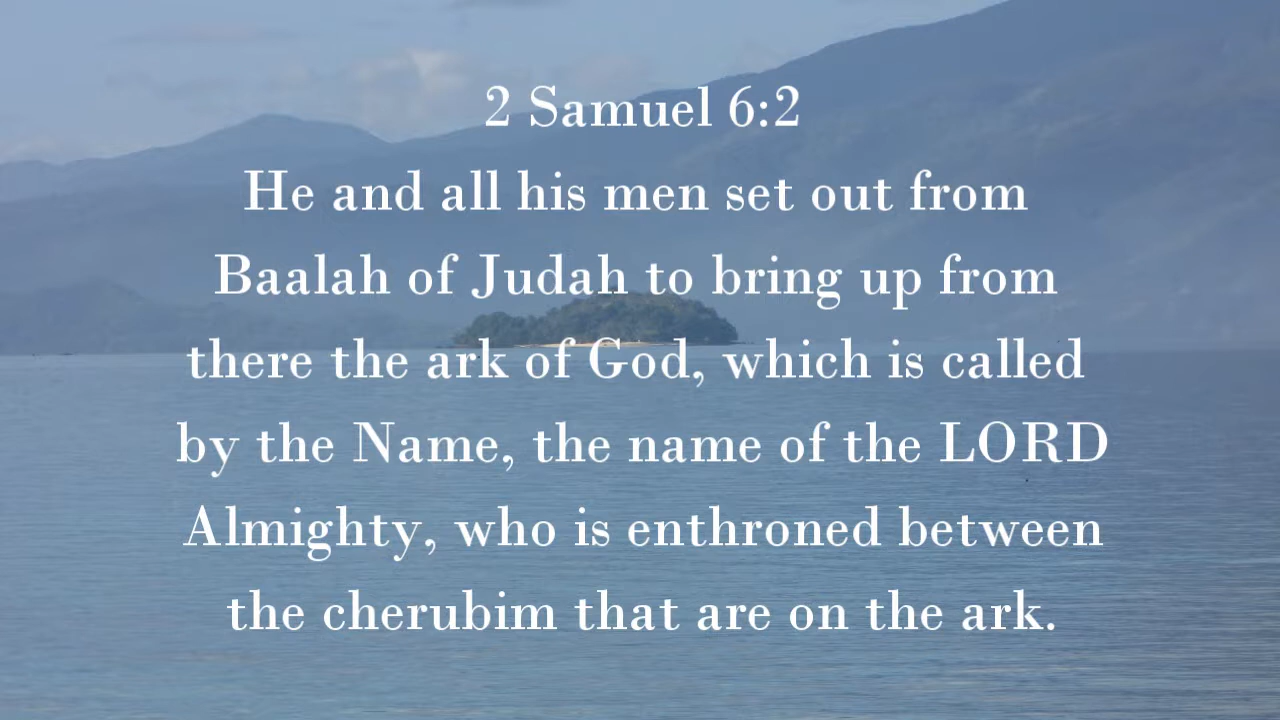 2 Samuel 6:2
He and all his men set out from
Baalah of Judah to bring up from
there the ark of God, which is called
by the Name, the name of the LORD
Almighty, who is enthroned between
the cherubim that are on the ark.